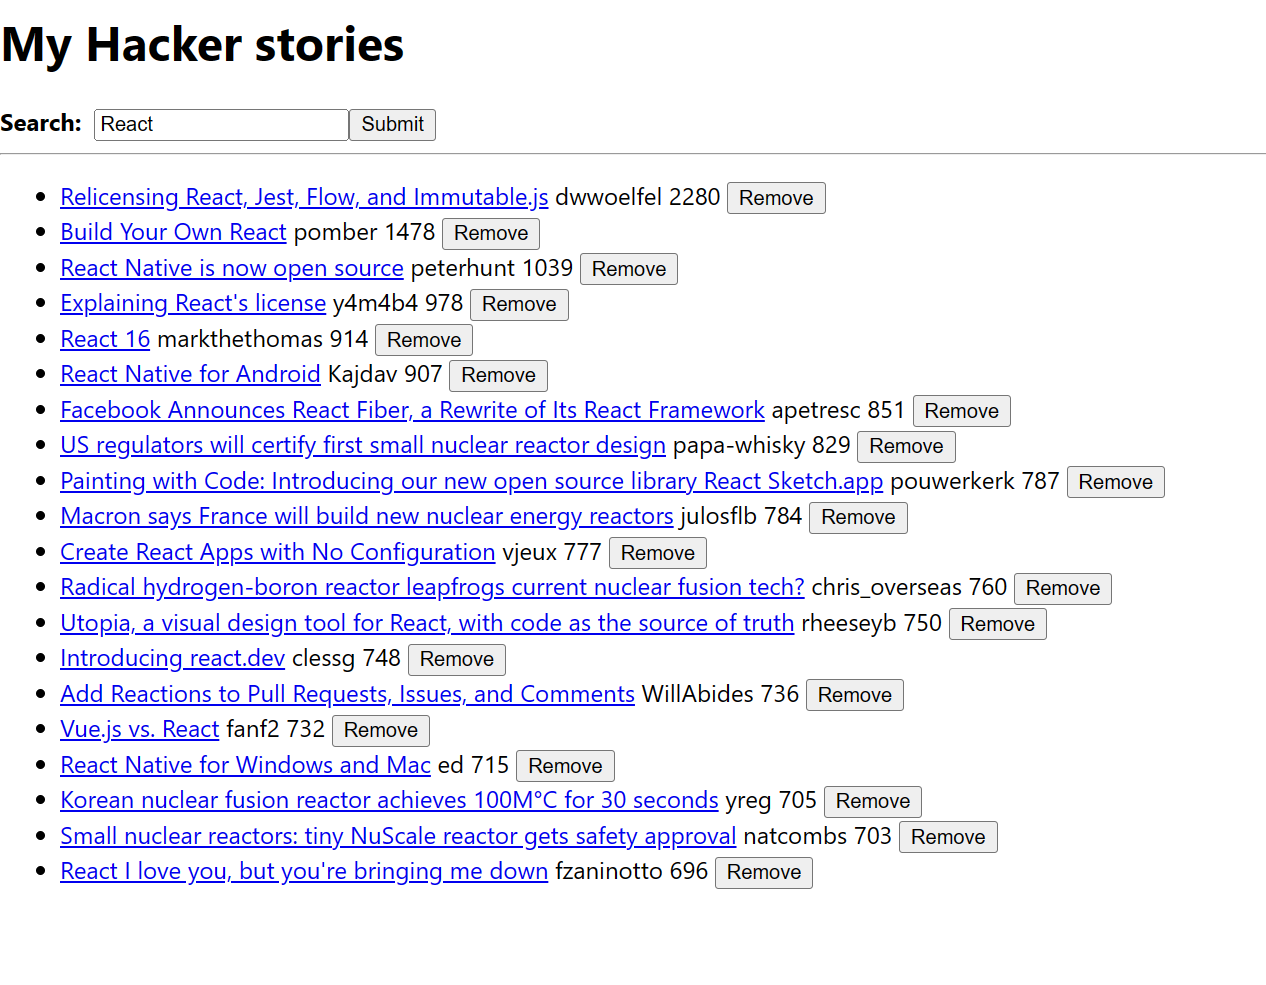 My Hacker stories
Search: React Submit
Relicensing React, Jest, Flow, and Immutable.js dwwoelfel 2280 Remove
Build Your Own React pomber 1478 Remove
React Native is now open source peterhunt 1039 Remove
Explaining React's license y4m4b4 978 Remove
React 16 markthethomas 914 Remove
React Native for Android Kajdav 907 Remove
Facebook Announces React Fiber, a Rewrite of Its React Framework apetresc 851 Remove
US regulators will certify first small nuclear reactor design papa-whisky 829 Remove
Painting with Code: Introducing our new open source library React Sketch.app pouwerkerk 787 Remove
Macron says France will build new nuclear energy reactors julosflb 784 Remove
Create React Apps with No Configuration vjeux 777 Remove
Radical hydrogen-boron reactor leapfrogs current nuclear fusion tech? chris_overseas 760 Remove
Utopia, a visual design tool for React, with code as the source of truth rheeseyb 750 Remove
Introducing react.dev clessg 748 Remove
Add Reactions to Pull Requests, Issues, and Comments WillAbides 736 Remove
Vue.js vs. React fanf2 732 Remove
React Native for Windows and Mac ed 715 Remove
Korean nuclear fusion reactor achieves 100M°C for 30 seconds yreg 705 Remove
Small nuclear reactors: tiny NuScale reactor gets safety approval natcombs 703 Remove
React I love you, but you're bringing me down fzaninotto 696 Remove